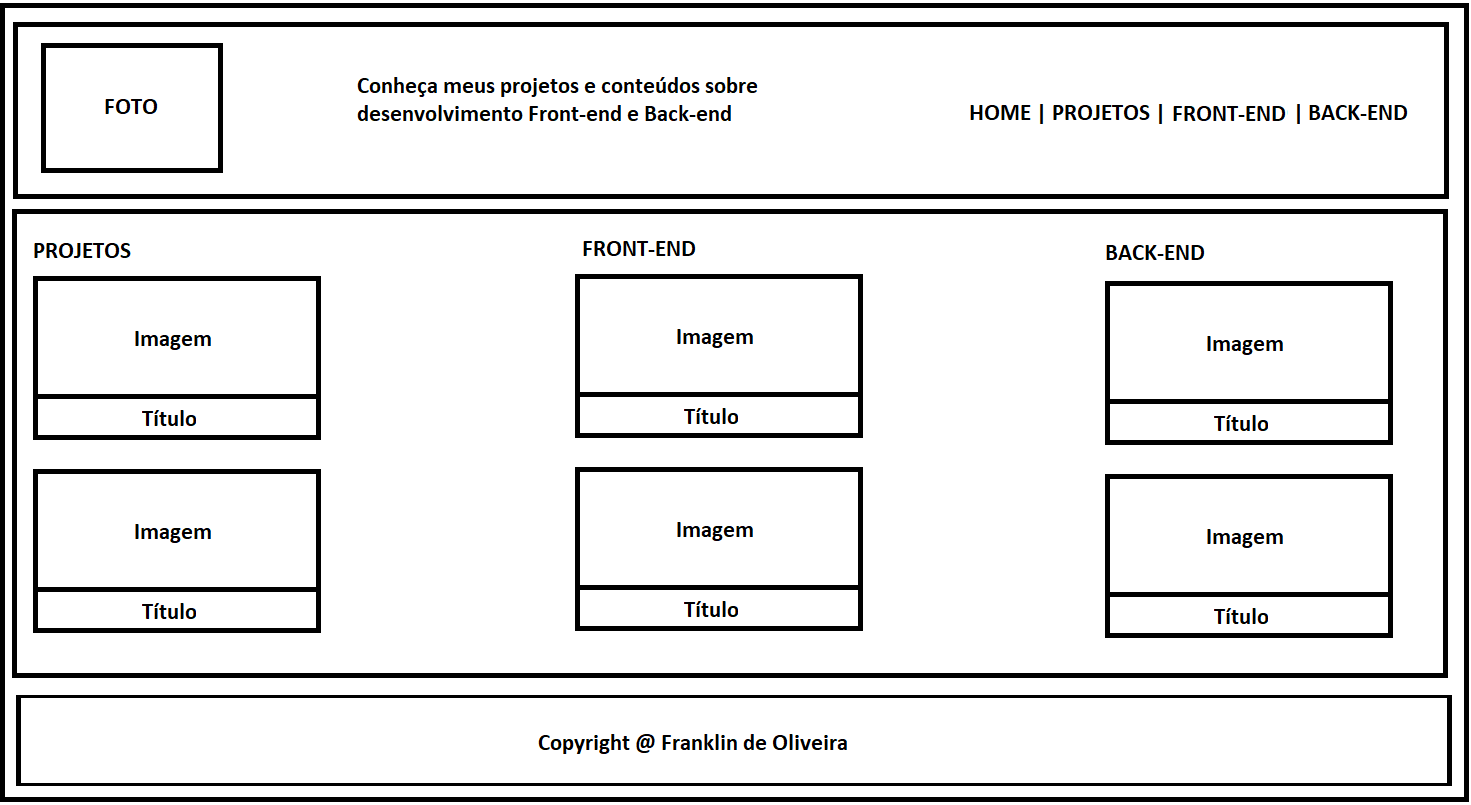 FOTO
Conheça meus projetos e conteúdos sobre
desenvolvimento Front-end e Back-end
HOME | PROJETOS | FRONT-END | BACK-END
PROJETOS
Imagem
Título
Imagem
Título
FRONT-END
Imagem
Título
Imagem
Título
BACK-END
Imagem
Título
Imagem
Título
Copyright @ Franklin de Oliveira